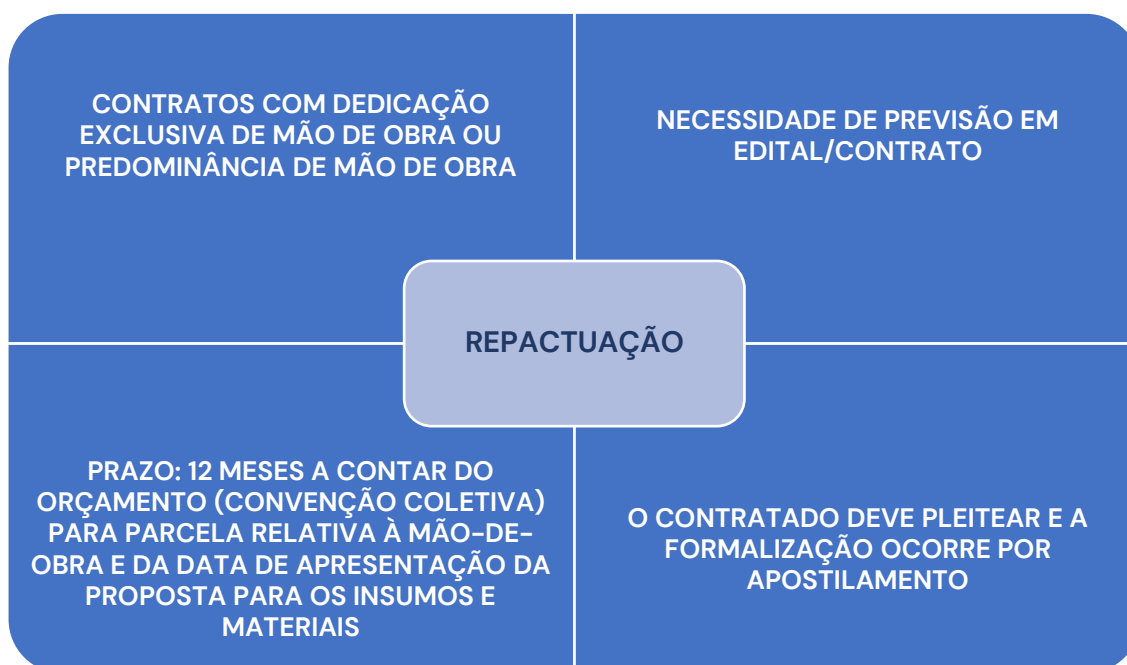 CONTRATOS COM DEDICAÇÃO
EXCLUSIVA DE MÃO DE OBRA OU
PREDOMINÂNCIA DE MÃO DE OBRA
NECESSIDADE DE PREVISÃO EM
EDITAL/CONTRATO
REPACTUAÇÃO
PRAZO: 12 MESES A CONTAR DO
ORÇAMENTO (CONVENÇÃO COLETIVA)
PARA PARCELA RELATIVA À MÃO-DE-
OBRA E DA DATA DE APRESENTAÇÃO DA
PROPOSTA PARA OS INSUMOS E
MATERIAIS
O CONTRATADO DEVE PLEITEAR E A
FORMALIZAÇÃO OCORRE POR
APOSTILAMENTO